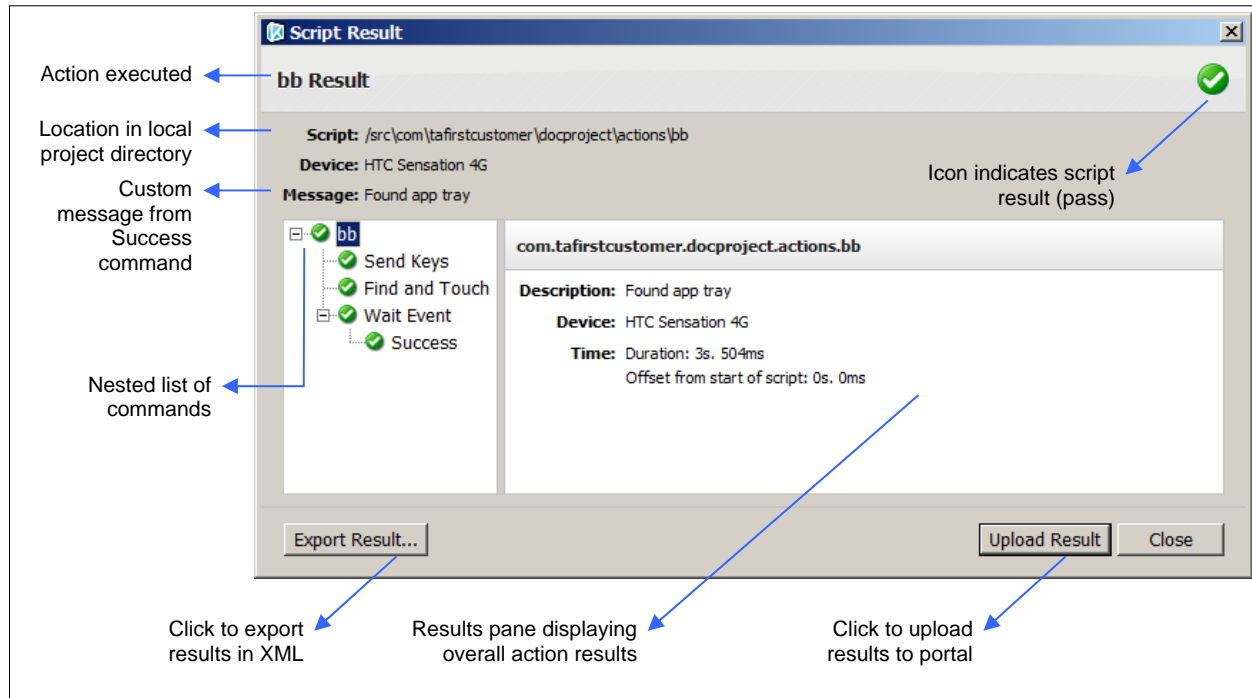 Script Result
Action executed
bb Result
Location in local
project directory
Script: /src\com\tafirstcustomer\docproject\actions\bb
Device: HTC Sensation 4G
Message: Found app tray
Custom
message from
Success
command
Icon indicates script
result (pass)
bb
Send Keys
Find and Touch
Wait Event
Success
com.tafirstcustomer.docproject.actions.bb
Description: Found app tray
Device: HTC Sensation 4G
Time: Duration: 3s. 504ms
Offset from start of script: 0s. 0ms
Nested list of
commands
Export Result...
Upload Result
Close
Click to export
results in XML
Results pane displaying
overall action results
Click to upload
results to portal